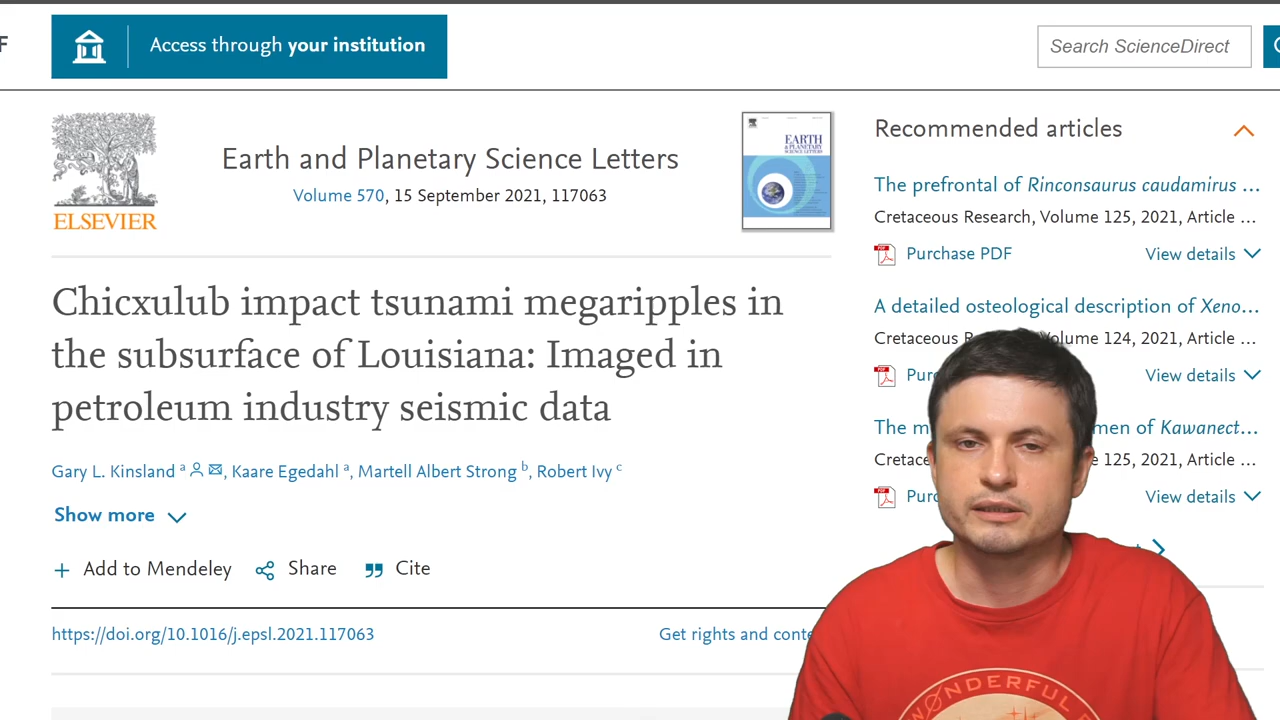 F
Access through your institution
Search ScienceDirect
ELSEVIER
Earth and Planetary Science Letters
Volume 570, 15 September 2021, 117063
EARTH
& PLANETARY
SCIENCE LETTERS
Chicxulub impact tsunami megaripples in
the subsurface of Louisiana: Imaged in
petroleum industry seismic data
Gary L. Kinsland a, Kaare Egedahl a, Martell Albert Strong b, Robert Ivy c
Show more
+ Add to Mendeley
Share
Cite
https://doi.org/10.1016/j.epsl.2021.117063
Get rights and conte
Recommended articles
The prefrontal of Rinconsaurus caudamirus …
Cretaceous Research, Volume 125, 2021, Article …
Purchase PDF
View details
A detailed osteological description of Xeno…
Cretaceous R olume 124, 2021, Article …
Pur
View details
The m men of Kawanect…
Cretace e 125, 2021, Article …
Pur
View details
ONDERFUL